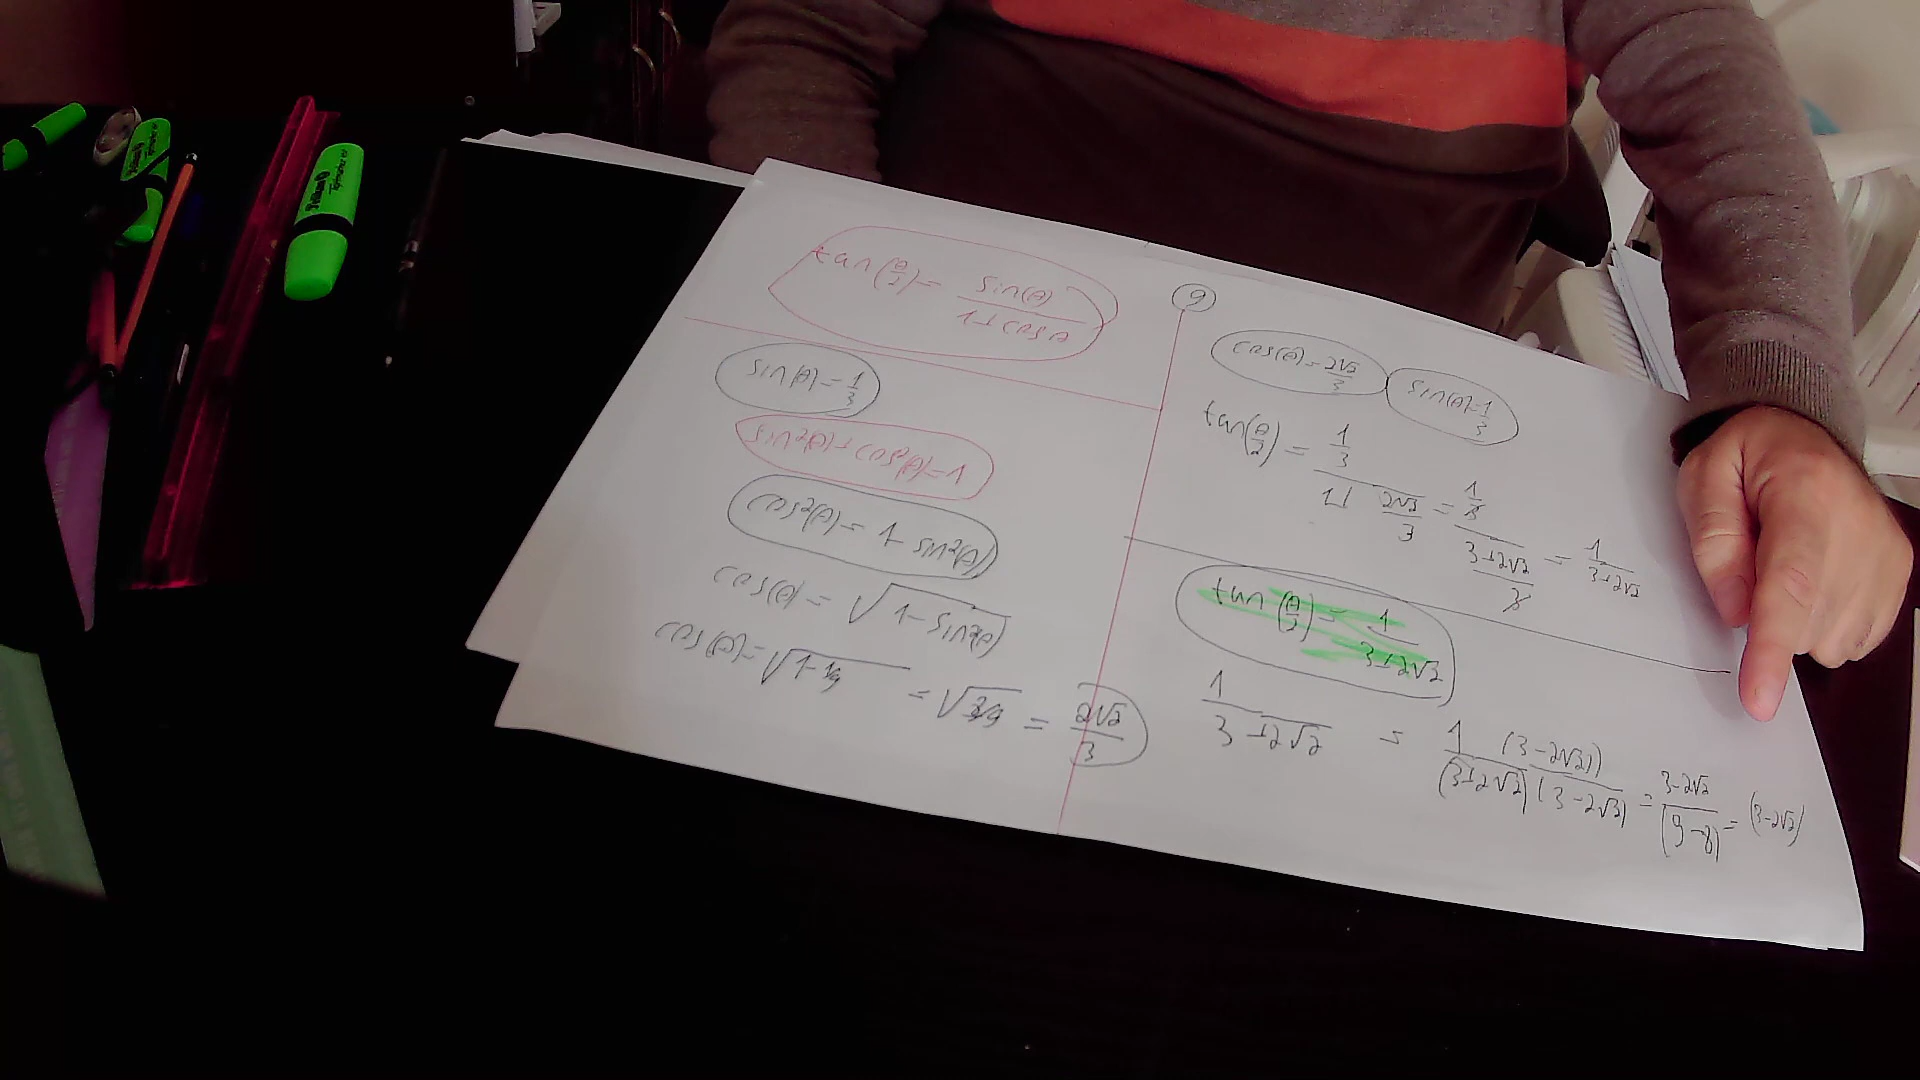 tan(θ/2) = sin(θ)/(1+cosθ)
sin(θ) = 1/3
sin²(θ) + cos²(θ) = 1
cos²(θ) = 1 - sin²(θ)
cos(θ) = √(1 - sin²(θ))
cos(θ) = √(1 - 1/9) = √(8/9) = 2√2/3
9
cos(θ) = 2√2/3 sin(θ) = 1/3
tan(θ/2) = (1/3)/(1 + 2√2/3) = (1/3)/((3+2√2)/3) = 1/(3+2√2)
tan(θ/2) = 1/(3+2√2)
1/(3+2√2) = 1 (3-2√2)/((3+2√2)(3-2√2)) = 3-2√2/(9-8) = (3-2√2)
Pelikan